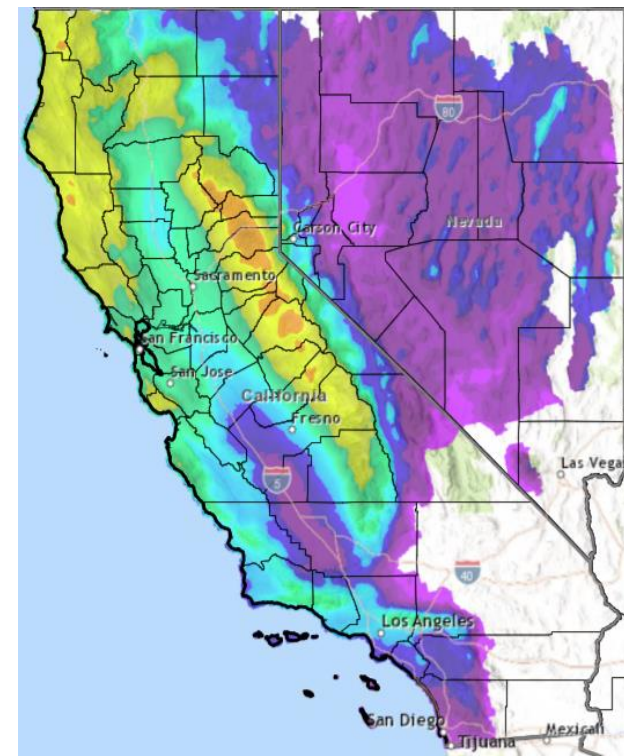 80
Nevada
Carson City
Sacramento
San Francisco
San Jose
California
Fresno
Las Vegas
5
40
Los Angeles
San Diego
Mexicali
Tijuana